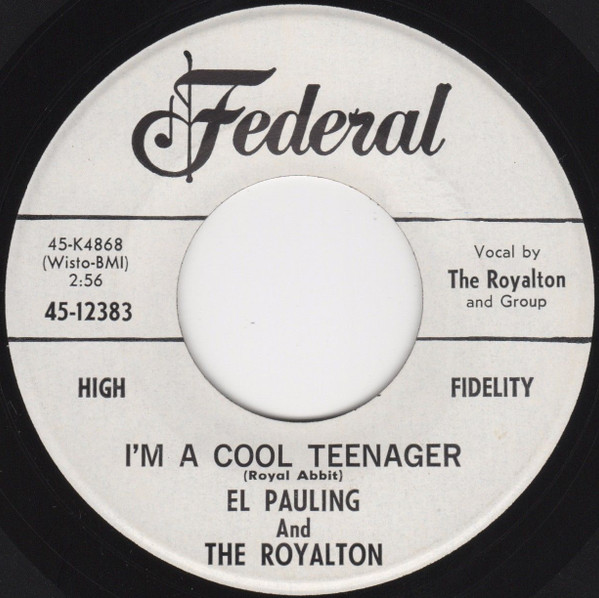 Federal
45-K4868
(Wisto-BMI)
2:56
45-12383
Vocal by
The Royalton
and Group
HIGH FIDELITY
I'M A COOL TEENAGER
(Royal Abbit)
EL PAULING
And
THE ROYALTON